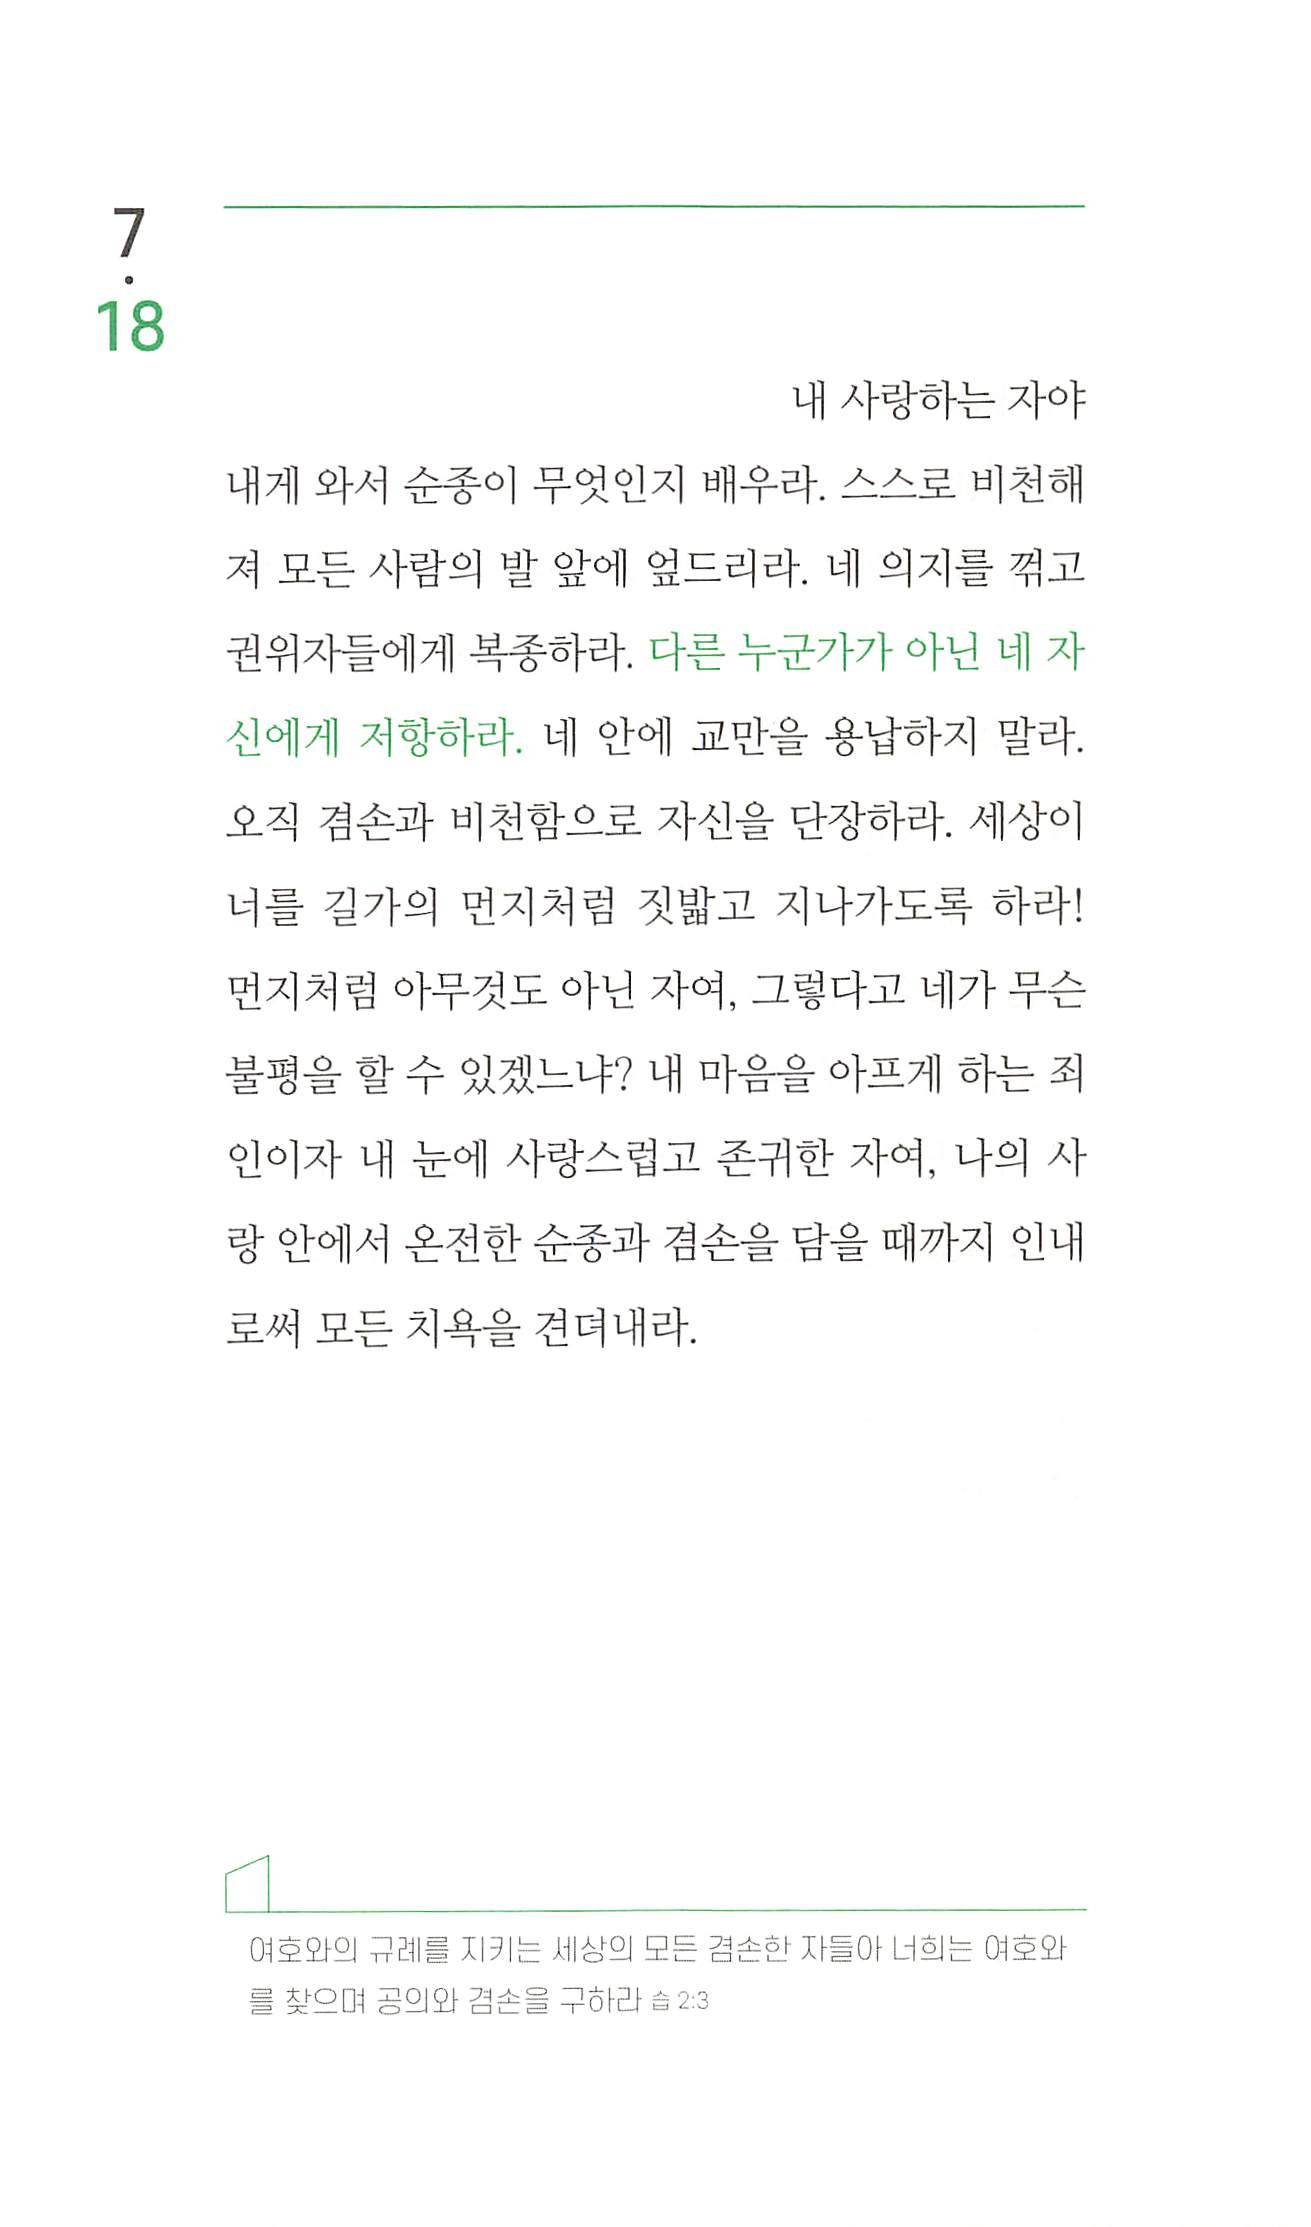 7
.
18
내 사랑하는 자야
내게 와서 순종이 무엇인지 배우라. 스스로 비천해
져 모든 사람의 발 앞에 엎드리라. 네 의지를 꺾고
권위자들에게 복종하라. 다른 누군가가 아닌 네 자
신에게 저항하라. 네 안에 교만을 용납하지 말라.
오직 겸손과 비천함으로 자신을 단장하라. 세상이
너를 길가의 먼지처럼 짓밟고 지나가도록 하라!
먼지처럼 아무것도 아닌 자여, 그렇다고 네가 무슨
불평을 할 수 있겠느냐? 내 마음을 아프게 하는 죄
인이자 내 눈에 사랑스럽고 존귀한 자여, 나의 사
랑 안에서 온전한 순종과 겸손을 담을 때까지 인내
로써 모든 치욕을 견뎌내라.
여호와의 규례를 지키는 세상의 모든 겸손한 자들아 너희는 여호와
를 찾으며 공의와 겸손을 구하라 습 2:3